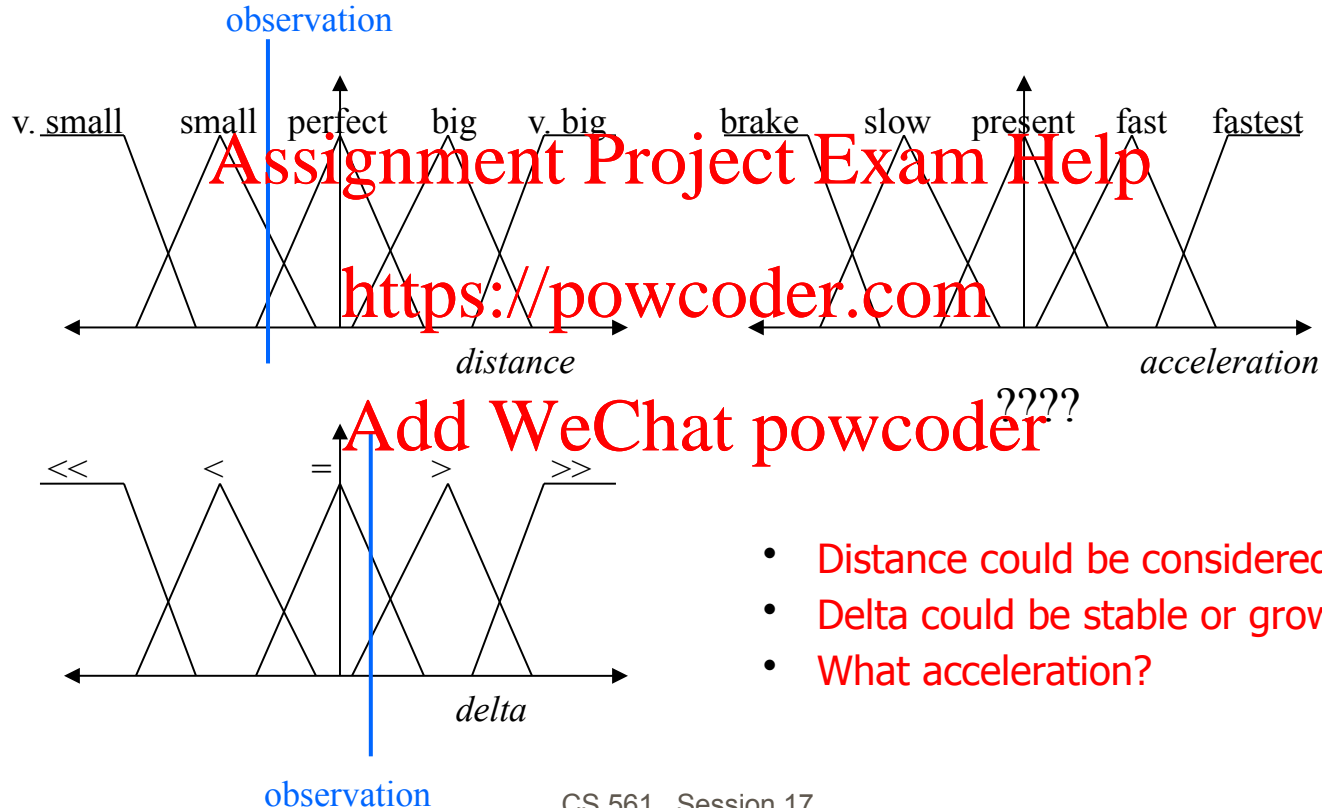 observation
v. small small perfect big v. big
brake slow present fast fastest
Assignment Project Exam Help
https://powcoder.com
distance
acceleration
????
Add WeChat powcoder
<< < = > >>
• Distance could be considered
• Delta could be stable or grow
• What acceleration?
delta
observation
CS 561, Session 17